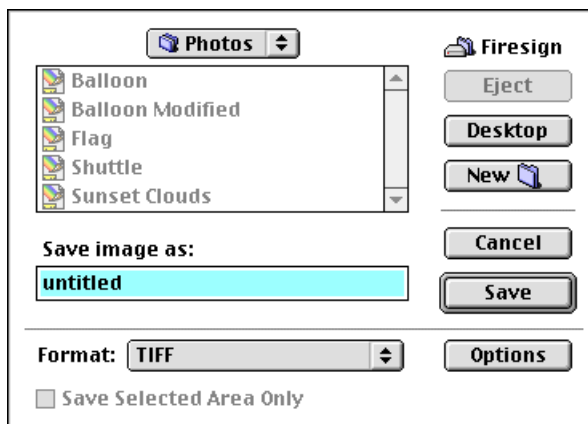 Photos
Firesign
Balloon
Balloon Modified
Flag
Shuttle
Sunset Clouds
Eject
Desktop
New
Save image as:
untitled
Cancel
Save
Format: TIFF
Options
Save Selected Area Only